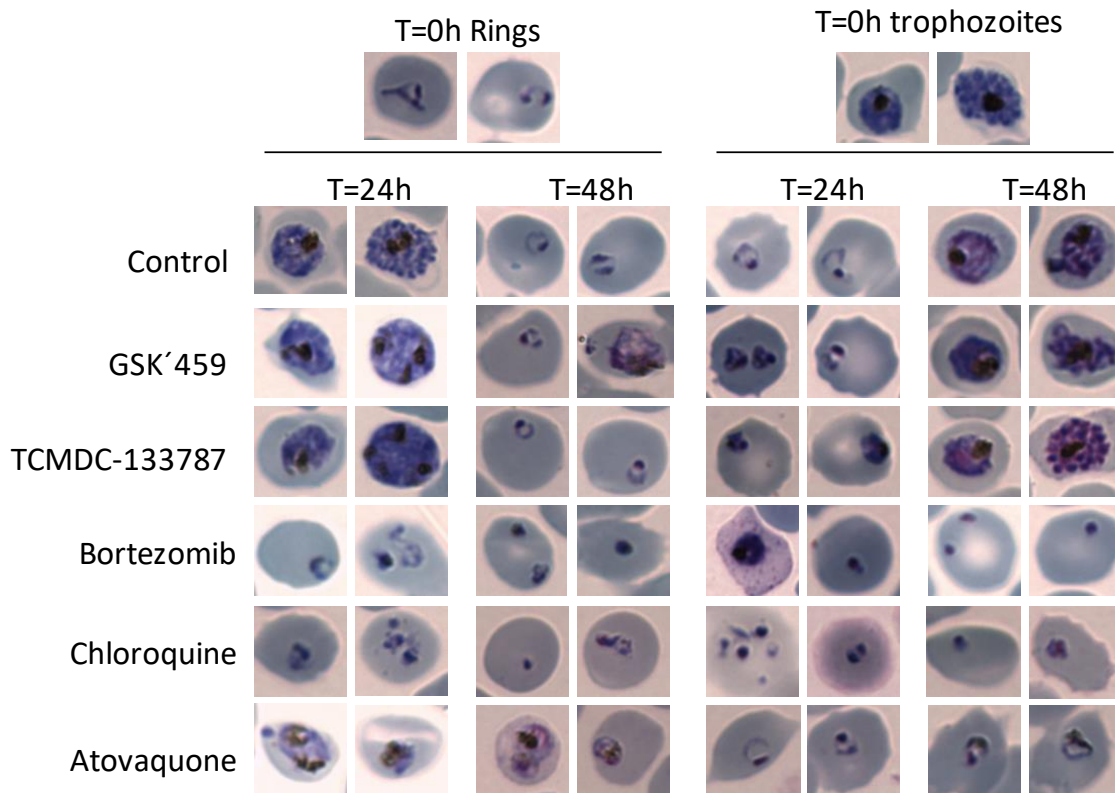 T=0h Rings
T=0h trophozoites
T=24h
T=48h
T=24h
T=48h
Control
GSK´459
TCMDC-133787
Bortezomib
Chloroquine
Atovaquone